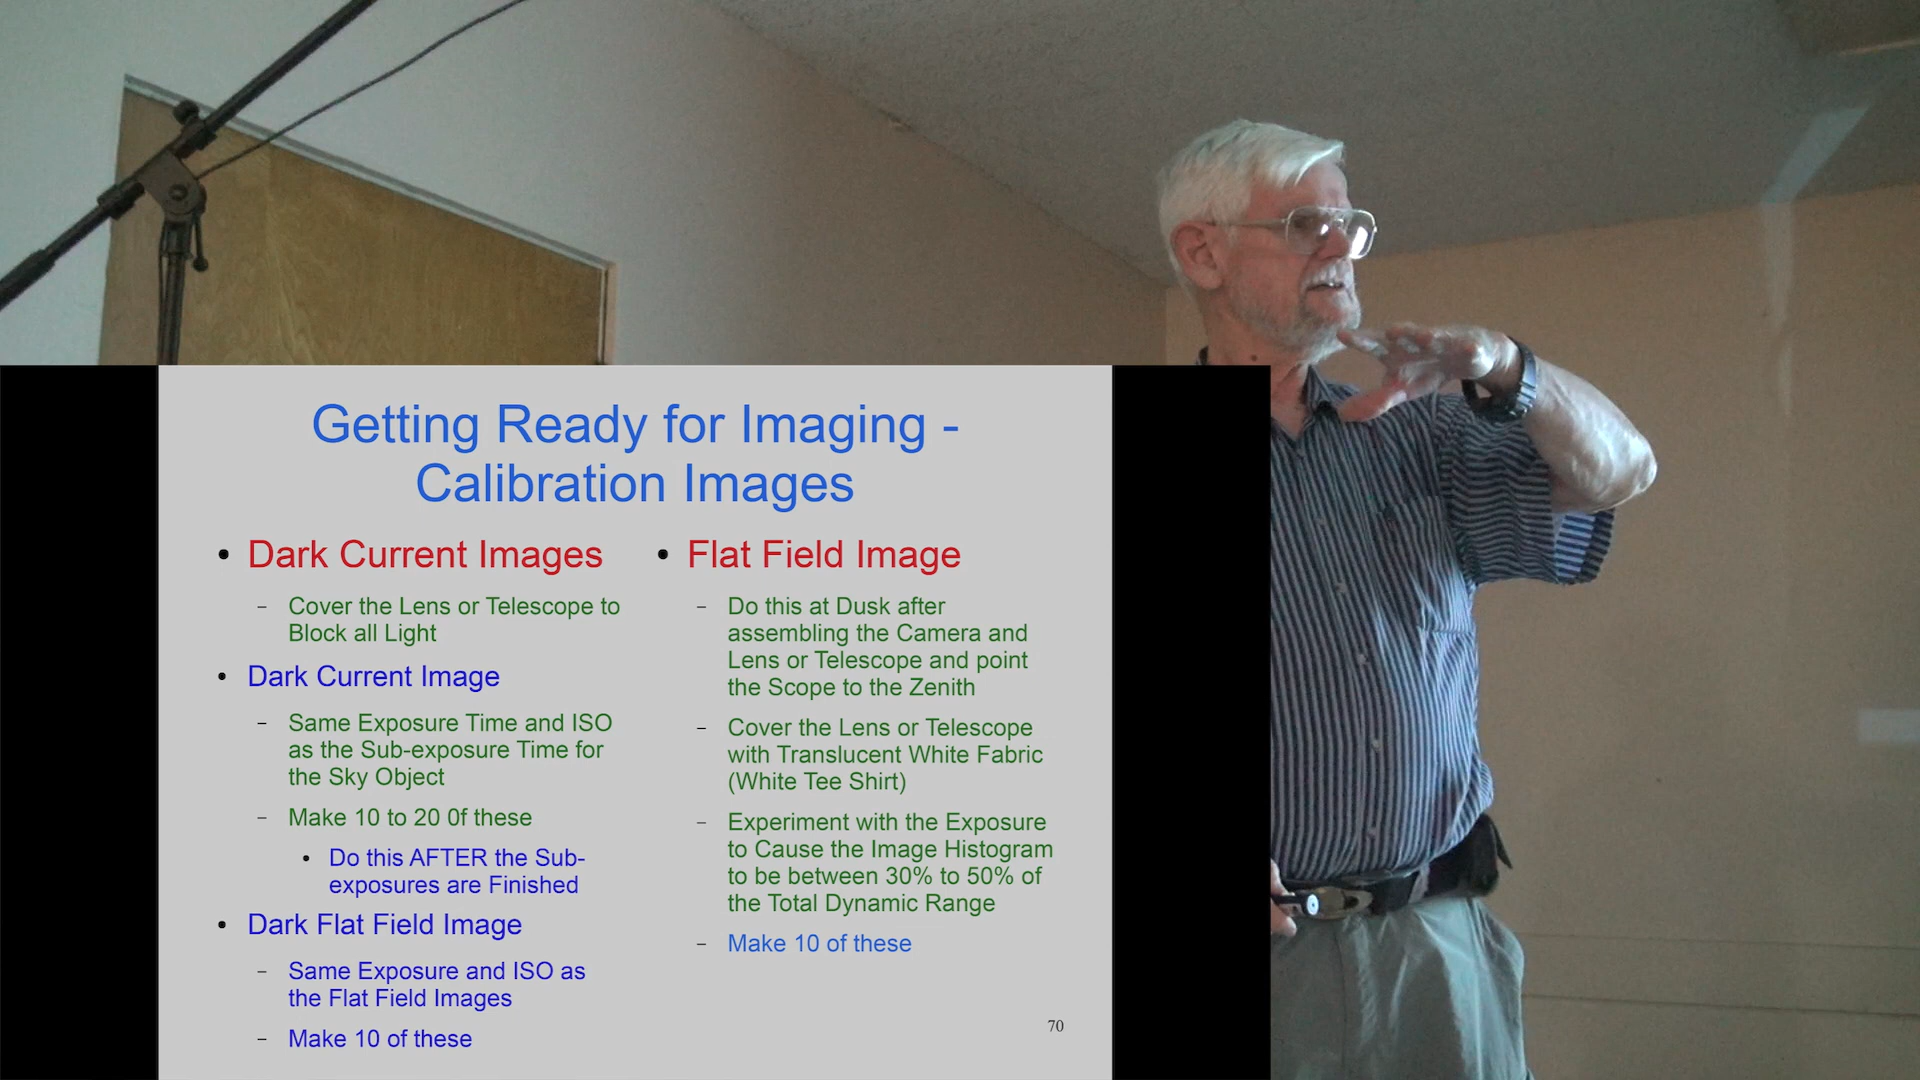 Getting Ready for Imaging -
Calibration Images
• Dark Current Images
– Cover the Lens or Telescope to
Block all Light
• Dark Current Image
– Same Exposure Time and ISO
as the Sub-exposure Time for
the Sky Object
– Make 10 to 20 0f these
• Do this AFTER the Sub-
exposures are Finished
• Dark Flat Field Image
– Same Exposure and ISO as
the Flat Field Images
– Make 10 of these
• Flat Field Image
– Do this at Dusk after
assembling the Camera and
Lens or Telescope and point
the Scope to the Zenith
– Cover the Lens or Telescope
with Translucent White Fabric
(White Tee Shirt)
– Experiment with the Exposure
to Cause the Image Histogram
to be between 30% to 50% of
the Total Dynamic Range
– Make 10 of these
70